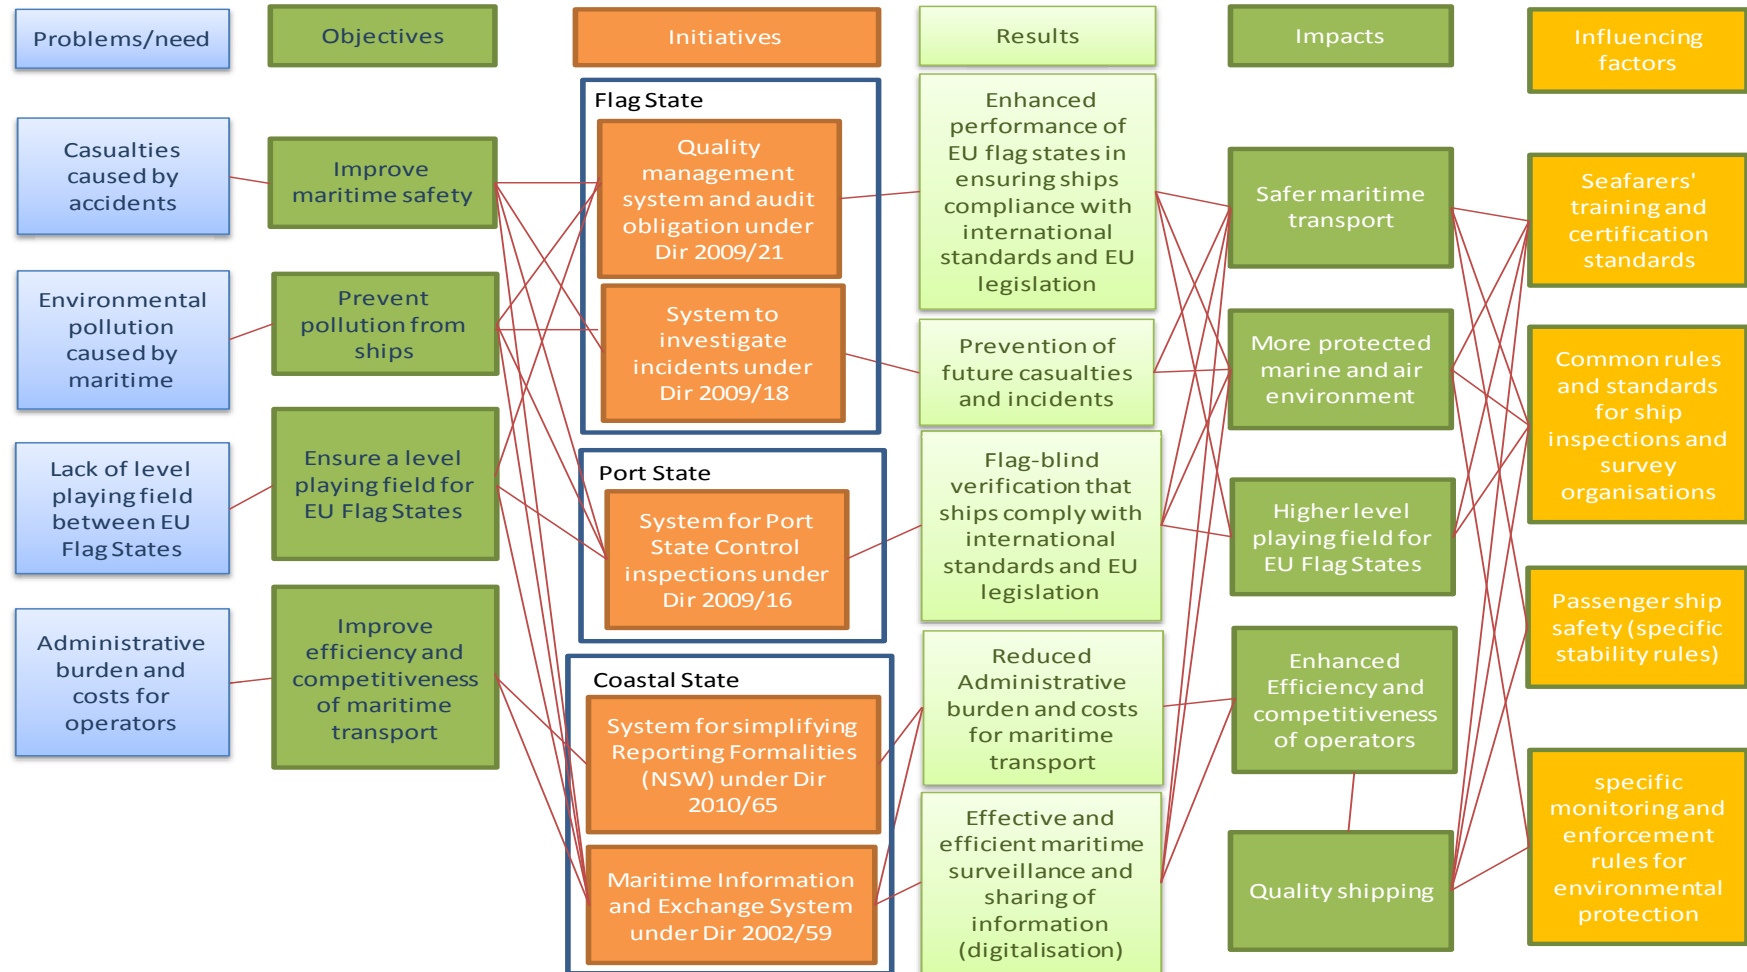 Problems/need
Objectives
Initiatives
Results
Impacts
Influencing
factors
Casualties
caused by
accidents
Environmental
pollution
caused by
maritime
Lack of level
playing field
between EU
Flag States
Administrative
burden and
costs for
operators
Improve
maritime safety
Prevent
pollution from
ships
Ensure a level
playing field for
EU Flag States
Improve
efficiency and
competitiveness
of maritime
transport
Flag State
Quality
management
system and audit
obligation under
Dir 2009/21
System to
investigate
incidents under
Dir 2009/18
Port State
System for Port
State Control
inspections under
Dir 2009/16
Coastal State
System for simplifying
Reporting Formalities
(NSW) under Dir
2010/65
Maritime Information
and Exchange System
under Dir 2002/59
Enhanced
performance of
EU flag states in
ensuring ships
compliance with
international
standards and EU
legislation
Prevention of
future casualties
and incidents
Flag-blind
verification that
ships comply with
international
standards and EU
legislation
Reduced
Administrative
burden and costs
for maritime
transport
Effective and
efficient maritime
surveillance and
sharing of
information
(digitalisation)
Safer maritime
transport
More protected
marine and air
environment
Higher level
playing field for
EU Flag States
Enhanced
Efficiency and
competitiveness
of operators
Quality shipping
Seafarers'
training and
certification
standards
Common rules
and standards
for ship
inspections and
survey
organisations
Passenger ship
safety (specific
stability rules)
specific
monitoring and
enforcement
rules for
environmental
protection